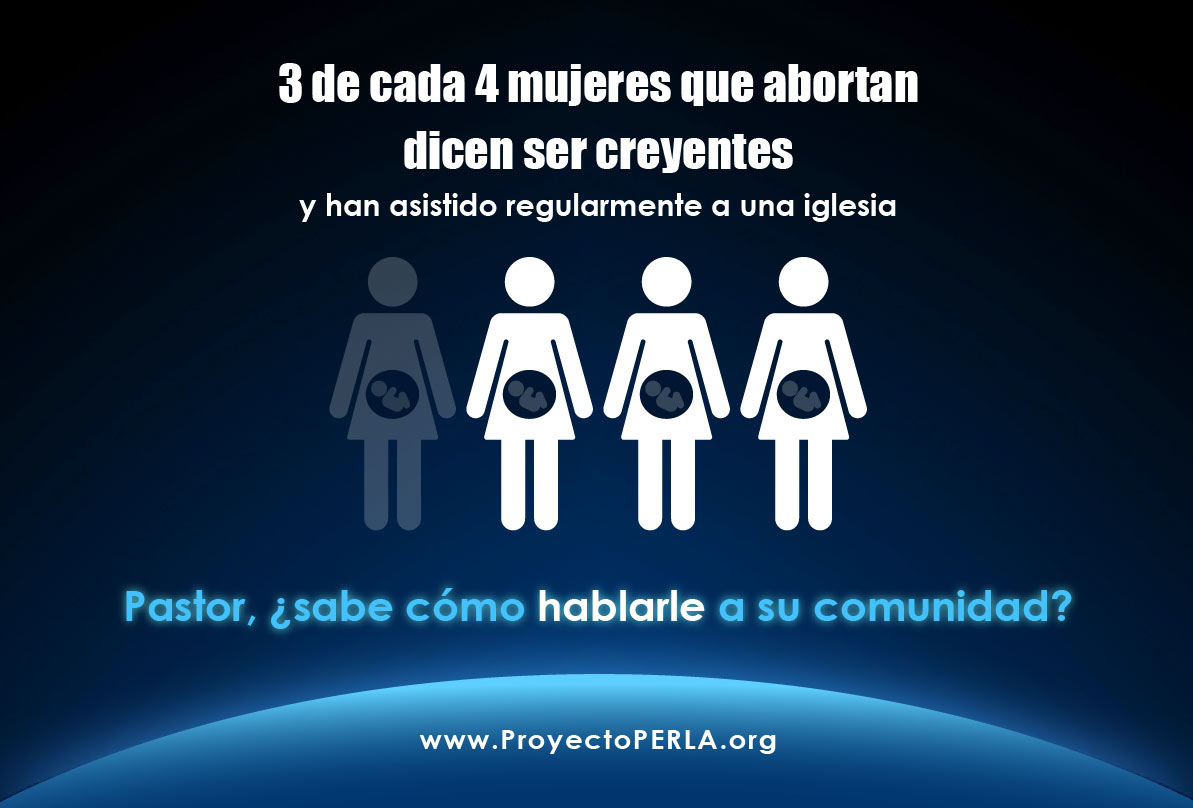 3 de cada 4 mujeres que abortan
dicen ser creyentes
y han asistido regularmente a una iglesia
Pastor, ¿sabe cómo hablarle a su comunidad?
www.ProyectoPERLA.org